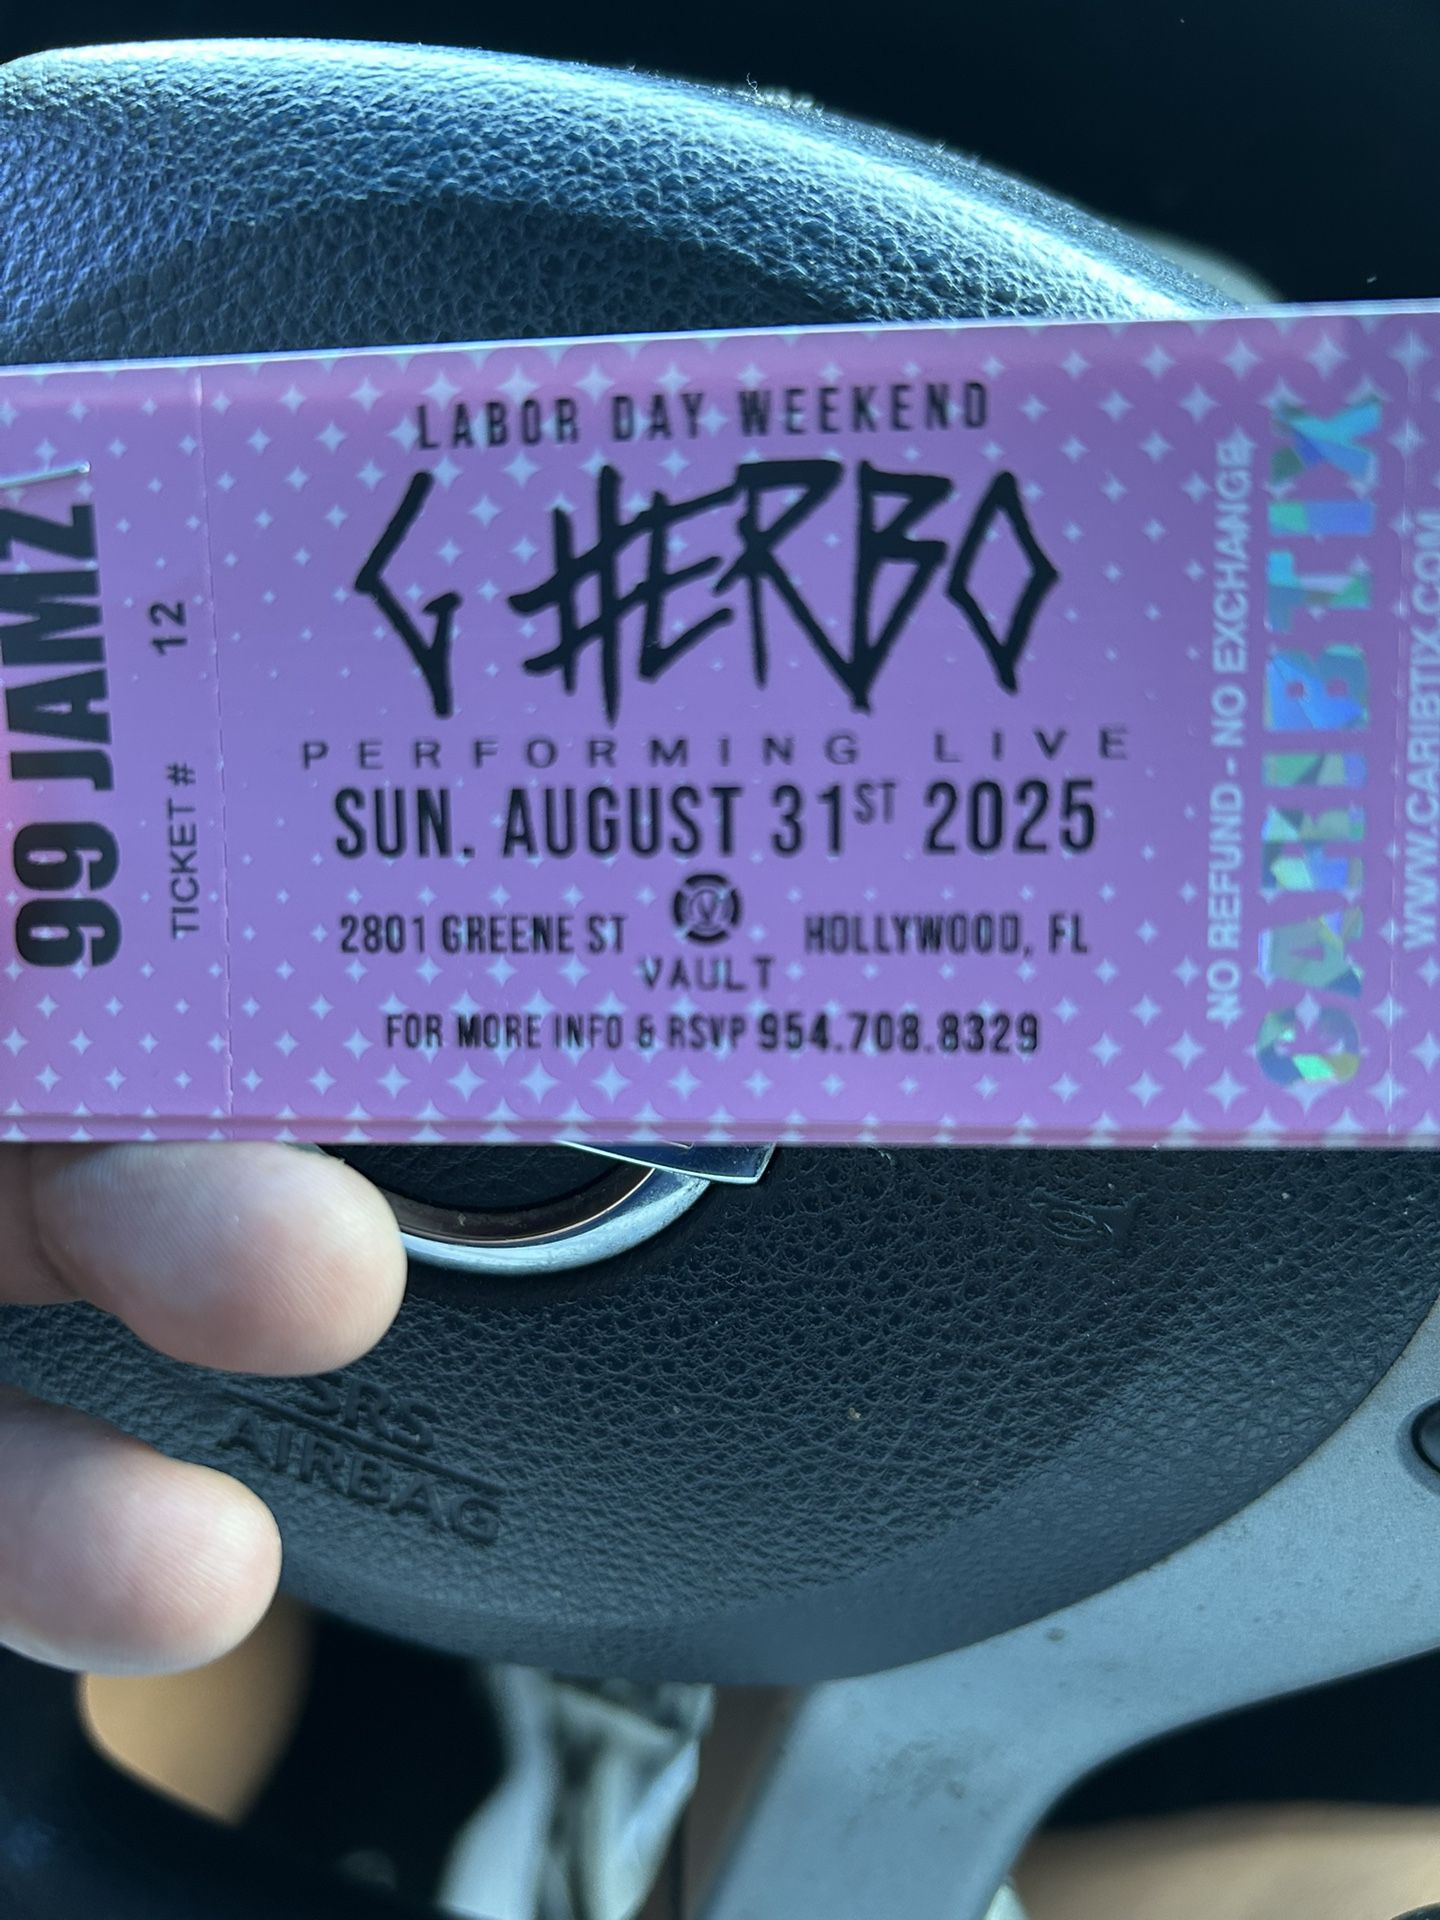 99 JAMZ
TICKET # 12
LABOR DAY WEEKEND
G HERBO
PERFORMING LIVE
SUN. AUGUST 31ST 2025
2801 GREENE ST
VAULT
HOLLYWOOD, FL
FOR MORE INFO & RSVP 954.708.8329
NO REFUND - NO EXCHANGE
CARIBTIX
WWW.CARIBTIX.COM
SRS
AIRBAG